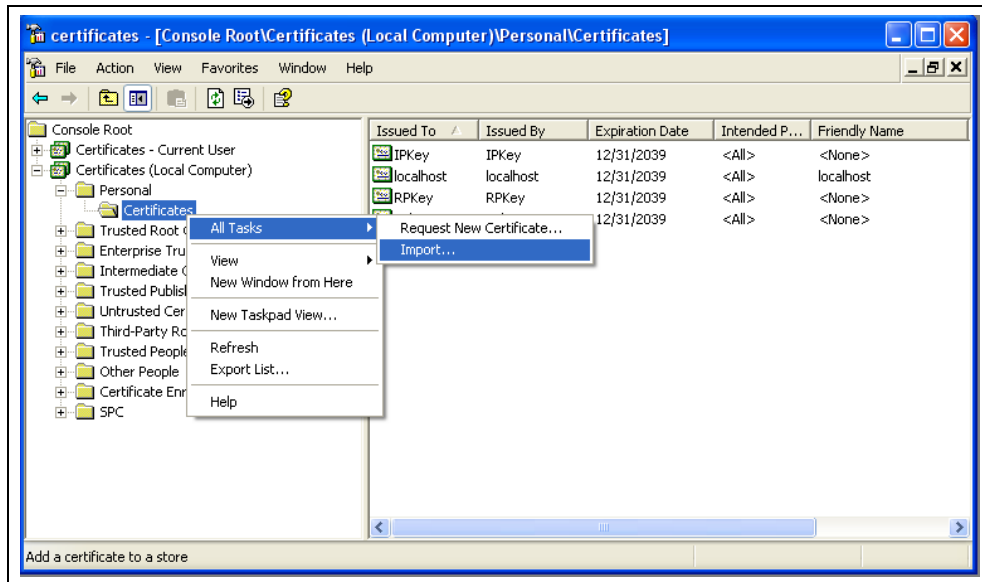 certificates - [Console Root\Certificates (Local Computer)\Personal\Certificates]
File Action View Favorites Window Help
Console Root
Certificates - Current User
Certificates (Local Computer)
Personal
Certificates
Trusted Root
Enterprise Tru
Intermediate
Trusted Publis
Untrusted Cer
Third-Party Ro
Trusted People
Other People
Certificate Enr
SPC
All Tasks
View
New Window from Here
New Taskpad View...
Refresh
Export List...
Help
Request New Certificate...
Import...
Issued To Issued By Expiration Date Intended P... Friendly Name
IPKey IPKey 12/31/2039 <All> <None>
localhost localhost 12/31/2039 <All> localhost
RPKey RPKey 12/31/2039 <All> <None>
12/31/2039 <All> <None>
Add a certificate to a store